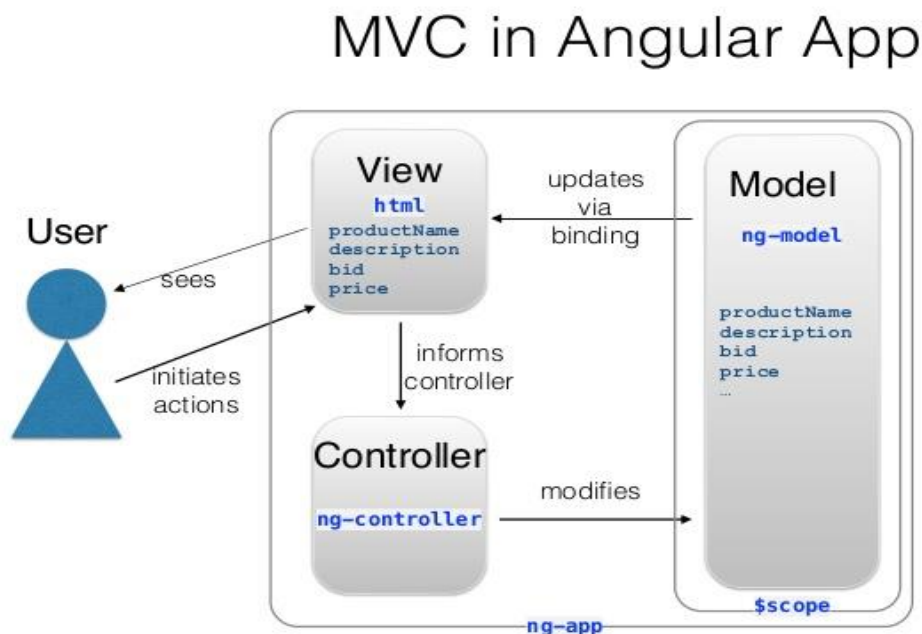 MVC in Angular App
User
sees
initiates
actions
View
html
productName
description
bid
price
informs
controller
Controller
ng-controller
updates
via
binding
modifies
Model
ng-model
productName
description
bid
price
…
$scope
ng-app